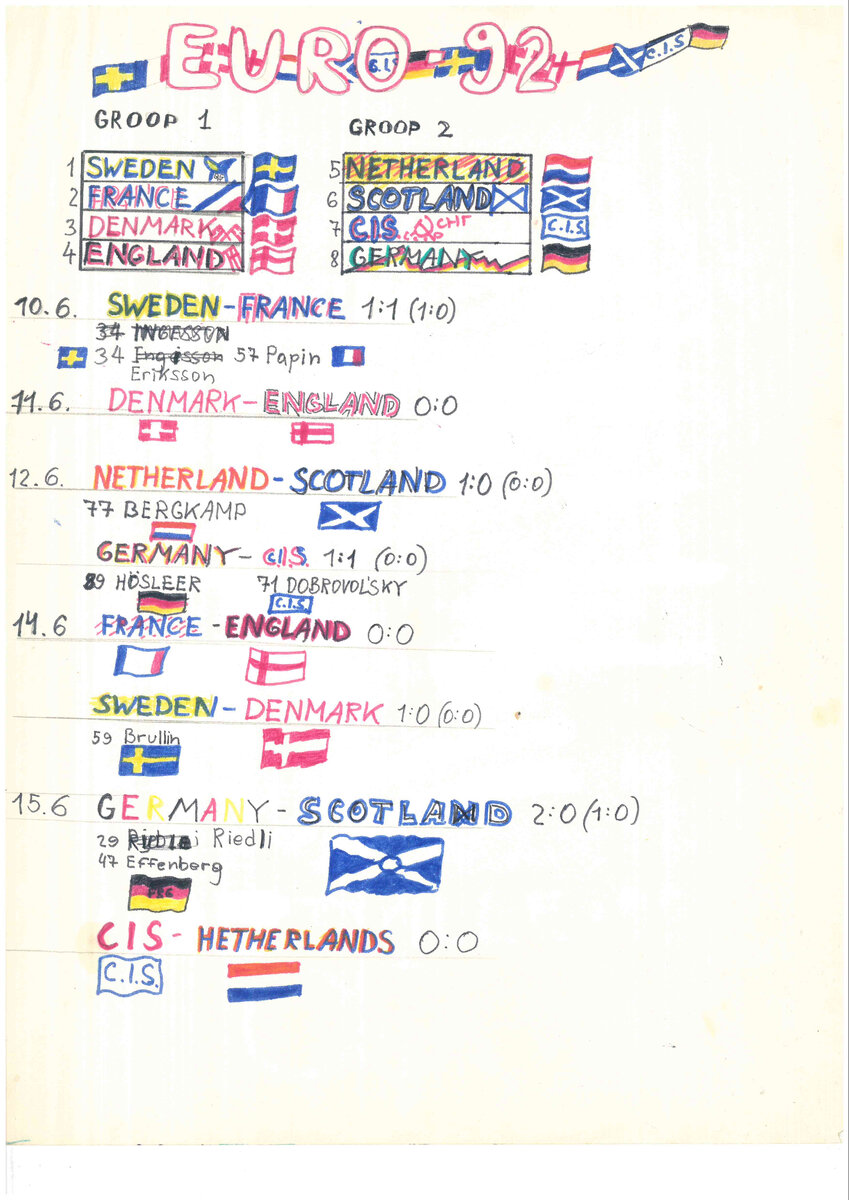 EURO-92
C.I.S
GROOP 1 GROOP 2
1 SWEDEN 5 NETHERLAND
2 FRANCE 6 SCOTLAND
3 DENMARK 7 CIS. СНГ C.I.S.
4 ENGLAND 8 GERMANY
10.6. SWEDEN-FRANCE 1:1 (1:0)
34 INGESSON
34 Engisson 57 Papin
Eriksson
11.6. DENMARK-ENGLAND 0:0
12.6. NETHERLAND-SCOTLAND 1:0 (0:0)
77 BERGKAMP
GERMANY- C.I.S. 1:1 (0:0)
89 HÖSLEER 71 DOBROVOL'SKY
C.I.S.
14.6 FRANCE-ENGLAND 0:0
SWEDEN-DENMARK 1:0 (0:0)
59 Brullin
15.6 GERMANY-SCOTLAND 2:0 (1:0)
29 Riedli
47 Effenberg
CIS- HETHERLANDS 0:0
C.I.S.